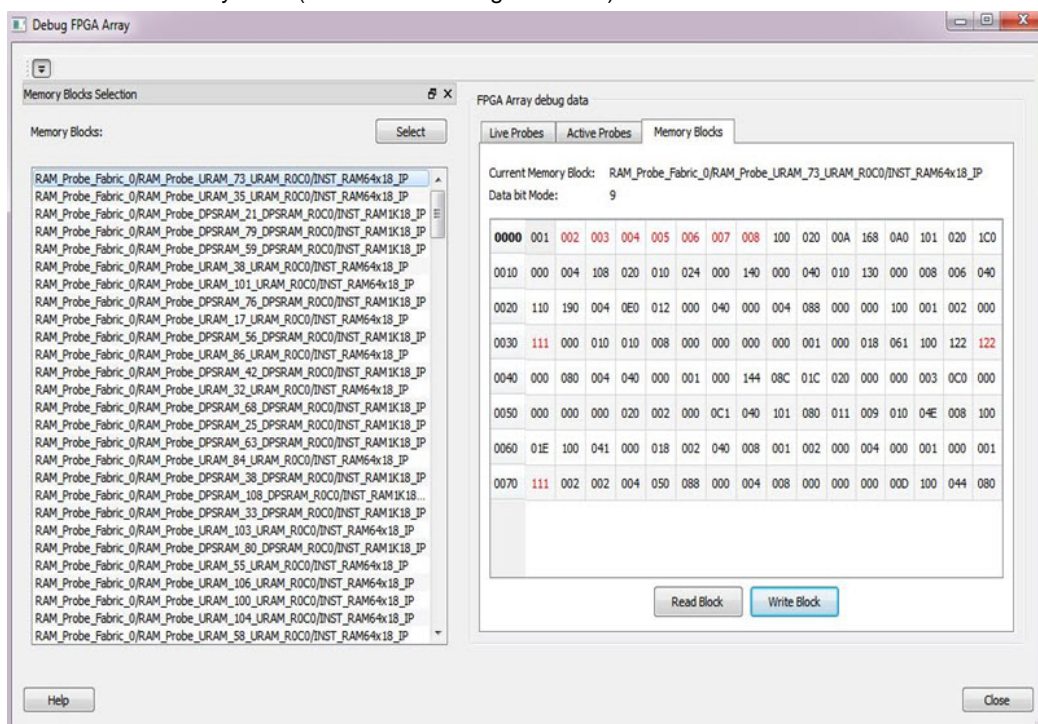 Debug FPGA Array
Memory Blocks Selection
Memory Blocks:
Select
RAM_Probe_Fabric_0/RAM_Probe_URAM_73_URAM_R0C0/INST_RAM64x18_IP
RAM_Probe_Fabric_0/RAM_Probe_URAM_35_URAM_R0C0/INST_RAM64x18_IP
RAM_Probe_Fabric_0/RAM_Probe_DPSRAM_21_DPSRAM_R0C0/INST_RAM1K18_IP
RAM_Probe_Fabric_0/RAM_Probe_DPSRAM_79_DPSRAM_R0C0/INST_RAM1K18_IP
RAM_Probe_Fabric_0/RAM_Probe_DPSRAM_59_DPSRAM_R0C0/INST_RAM1K18_IP
RAM_Probe_Fabric_0/RAM_Probe_URAM_38_URAM_R0C0/INST_RAM64x18_IP
RAM_Probe_Fabric_0/RAM_Probe_URAM_101_URAM_R0C0/INST_RAM64x18_IP
RAM_Probe_Fabric_0/RAM_Probe_DPSRAM_76_DPSRAM_R0C0/INST_RAM1K18_IP
RAM_Probe_Fabric_0/RAM_Probe_URAM_17_URAM_R0C0/INST_RAM64x18_IP
RAM_Probe_Fabric_0/RAM_Probe_DPSRAM_56_DPSRAM_R0C0/INST_RAM1K18_IP
RAM_Probe_Fabric_0/RAM_Probe_URAM_86_URAM_R0C0/INST_RAM64x18_IP
RAM_Probe_Fabric_0/RAM_Probe_DPSRAM_42_DPSRAM_R0C0/INST_RAM1K18_IP
RAM_Probe_Fabric_0/RAM_Probe_URAM_32_URAM_R0C0/INST_RAM64x18_IP
RAM_Probe_Fabric_0/RAM_Probe_DPSRAM_68_DPSRAM_R0C0/INST_RAM1K18_IP
RAM_Probe_Fabric_0/RAM_Probe_DPSRAM_25_DPSRAM_R0C0/INST_RAM1K18_IP
RAM_Probe_Fabric_0/RAM_Probe_DPSRAM_63_DPSRAM_R0C0/INST_RAM1K18_IP
RAM_Probe_Fabric_0/RAM_Probe_URAM_84_URAM_R0C0/INST_RAM64x18_IP
RAM_Probe_Fabric_0/RAM_Probe_DPSRAM_38_DPSRAM_R0C0/INST_RAM1K18_IP
RAM_Probe_Fabric_0/RAM_Probe_DPSRAM_108_DPSRAM_R0C0/INST_RAM1K18...
RAM_Probe_Fabric_0/RAM_Probe_DPSRAM_33_DPSRAM_R0C0/INST_RAM1K18_IP
RAM_Probe_Fabric_0/RAM_Probe_URAM_103_URAM_R0C0/INST_RAM64x18_IP
RAM_Probe_Fabric_0/RAM_Probe_DPSRAM_80_DPSRAM_R0C0/INST_RAM1K18_IP
RAM_Probe_Fabric_0/RAM_Probe_URAM_55_URAM_R0C0/INST_RAM64x18_IP
RAM_Probe_Fabric_0/RAM_Probe_URAM_106_URAM_R0C0/INST_RAM64x18_IP
RAM_Probe_Fabric_0/RAM_Probe_URAM_100_URAM_R0C0/INST_RAM64x18_IP
RAM_Probe_Fabric_0/RAM_Probe_URAM_104_URAM_R0C0/INST_RAM64x18_IP
RAM_Probe_Fabric_0/RAM_Probe_URAM_58_URAM_R0C0/INST_RAM64x18_IP
FPGA Array debug data
Live Probes Active Probes Memory Blocks
Current Memory Block: RAM_Probe_Fabric_0/RAM_Probe_URAM_73_URAM_R0C0/INST_RAM64x18_IP
Data bit Mode: 9
0000 001 002 003 004 005 006 007 008 100 020 00A 168 0A0 101 020 1C0
0010 000 004 108 020 010 024 000 140 000 040 010 130 000 008 006 040
0020 110 190 004 0E0 012 000 040 000 004 088 000 000 100 001 002 000
0030 111 000 010 010 008 000 000 000 000 001 000 018 061 100 122 122
0040 000 080 004 040 000 001 000 144 08C 01C 020 000 000 003 0C0 000
0050 000 000 000 020 002 000 0C1 040 101 080 011 009 010 04E 008 100
0060 01E 100 041 000 018 002 040 008 001 002 000 004 000 001 000 001
0070 111 002 002 004 050 088 000 004 008 000 000 000 00D 100 044 080
Read Block Write Block
Help
Close